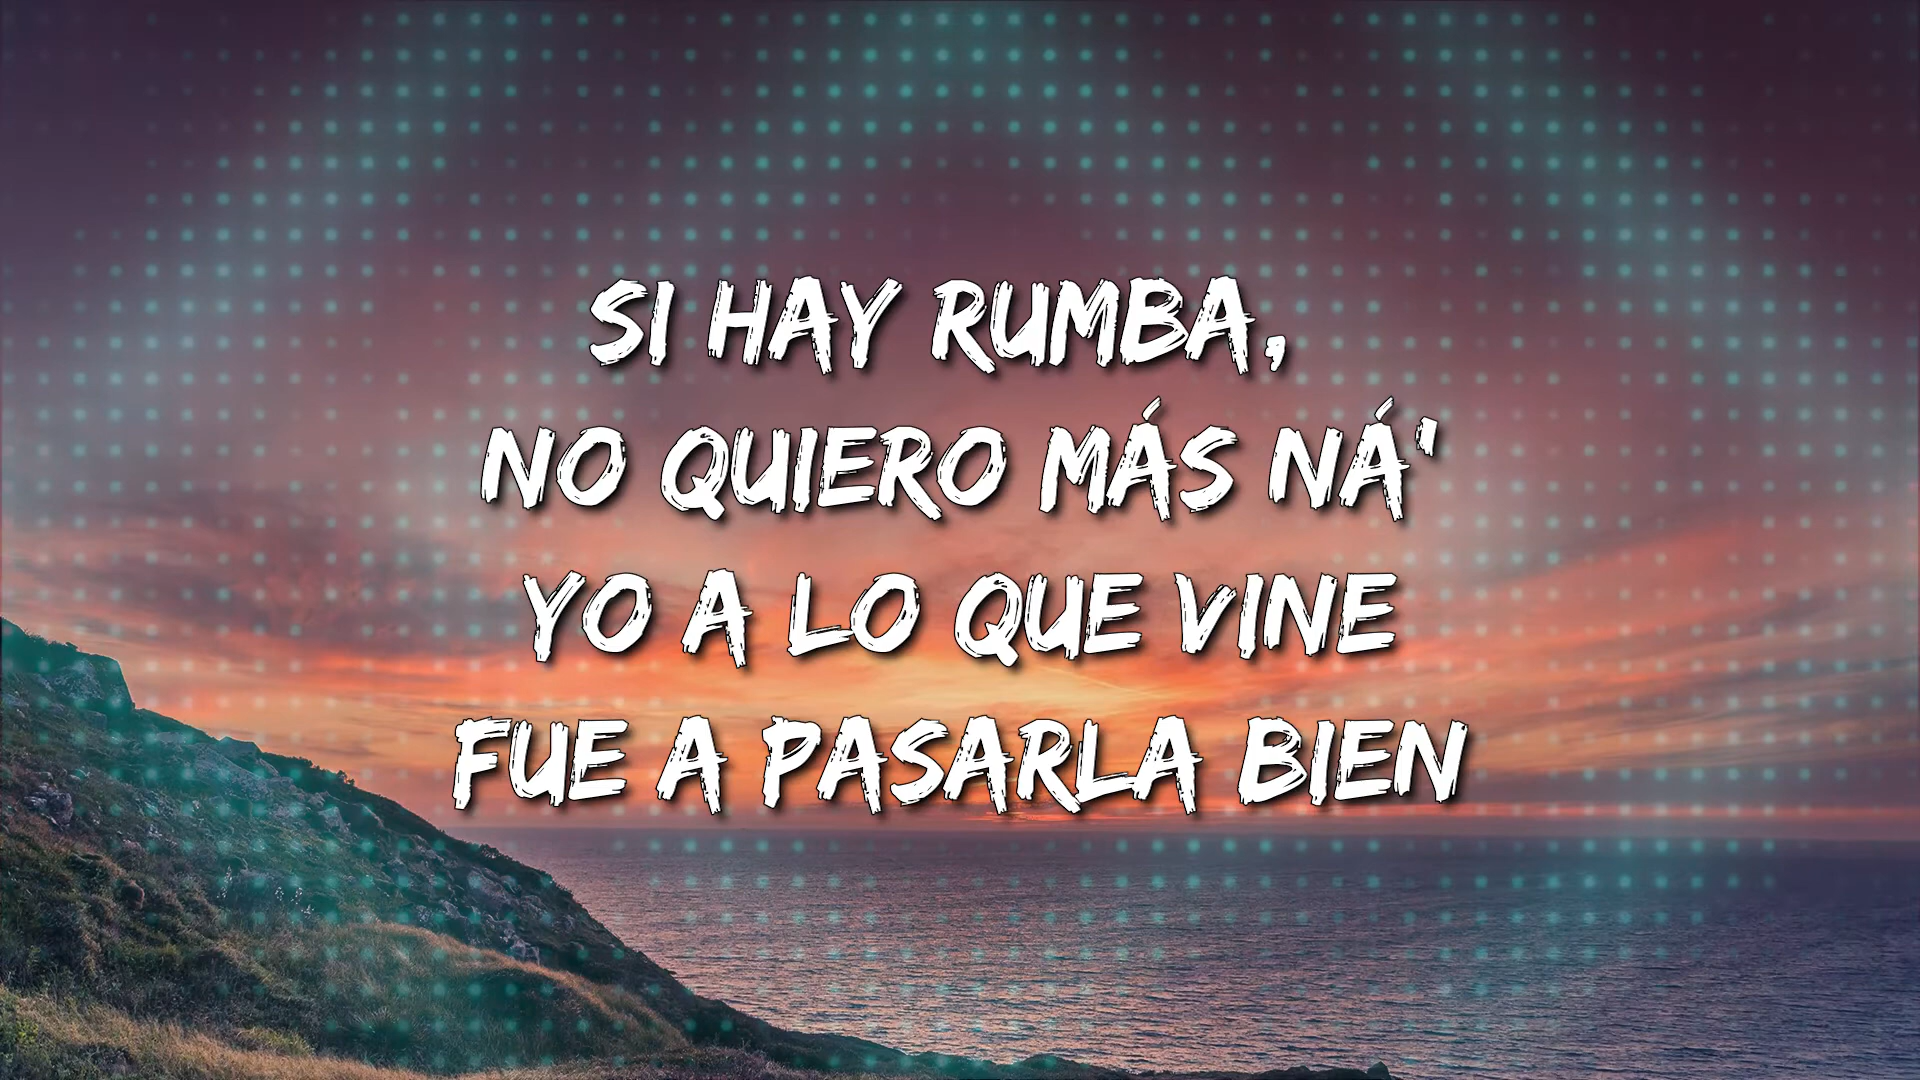 SI HAY RUMBA,
NO QUIERO MÁS NÁ'
YO A LO QUE VINE
FUE A PASARLA BIEN